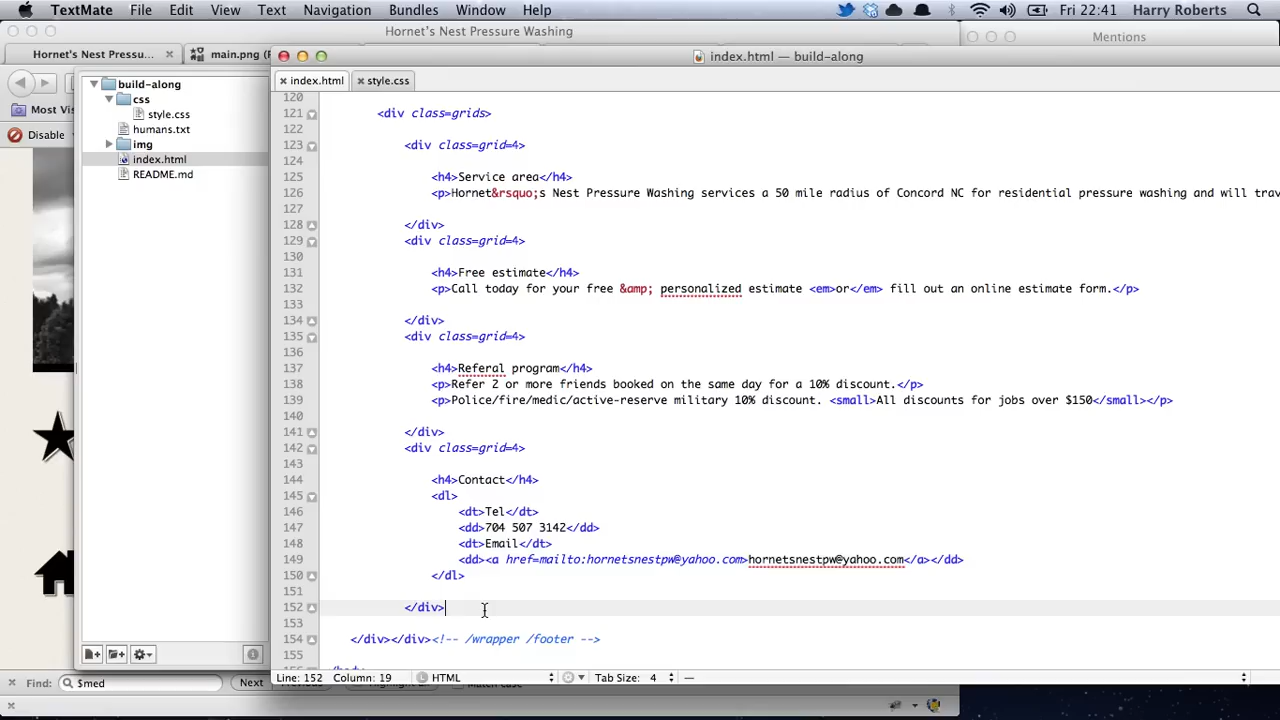 TextMate File Edit View Text Navigation Bundles Window Help Fri 22:41 Harry Roberts
Hornet's Nest Pressure Washing
Mentions
Hornet's Nest Pressu...
main.png (
index.html — build-along
Most Vis
Disable
build-along
css
style.css
humans.txt
img
index.html
README.md
index.html style.css
120
121 <div class=grids>
122
123 <div class=grid-4>
124
125 <h4>Service area</h4>
126 <p>Hornet&rsquo;s Nest Pressure Washing services a 50 mile radius of Concord NC for residential pressure washing and will trav
127
128 </div>
129 <div class=grid-4>
130
131 <h4>Free estimate</h4>
132 <p>Call today for your free &amp; personalized estimate <em>or</em> fill out an online estimate form.</p>
133
134 </div>
135 <div class=grid-4>
136
137 <h4>Referal program</h4>
138 <p>Refer 2 or more friends booked on the same day for a 10% discount.</p>
139 <p>Police/fire/medic/active-reserve military 10% discount. <small>All discounts for jobs over $150</small></p>
140
141 </div>
142 <div class=grid-4>
143
144 <h4>Contact</h4>
145 <dl>
146 <dt>Tel</dt>
147 <dd>704 507 3142</dd>
148 <dt>Email</dt>
149 <dd><a href=mailto:hornetsnestpw@yahoo.com>hornetsnestpw@yahoo.com</a></dd>
150 </dl>
151
152 </div>
153
154 </div></div><!-- /wrapper /footer -->
155
Line: 152 Column: 19 HTML Tab Size: 4 —
Find: $med Next